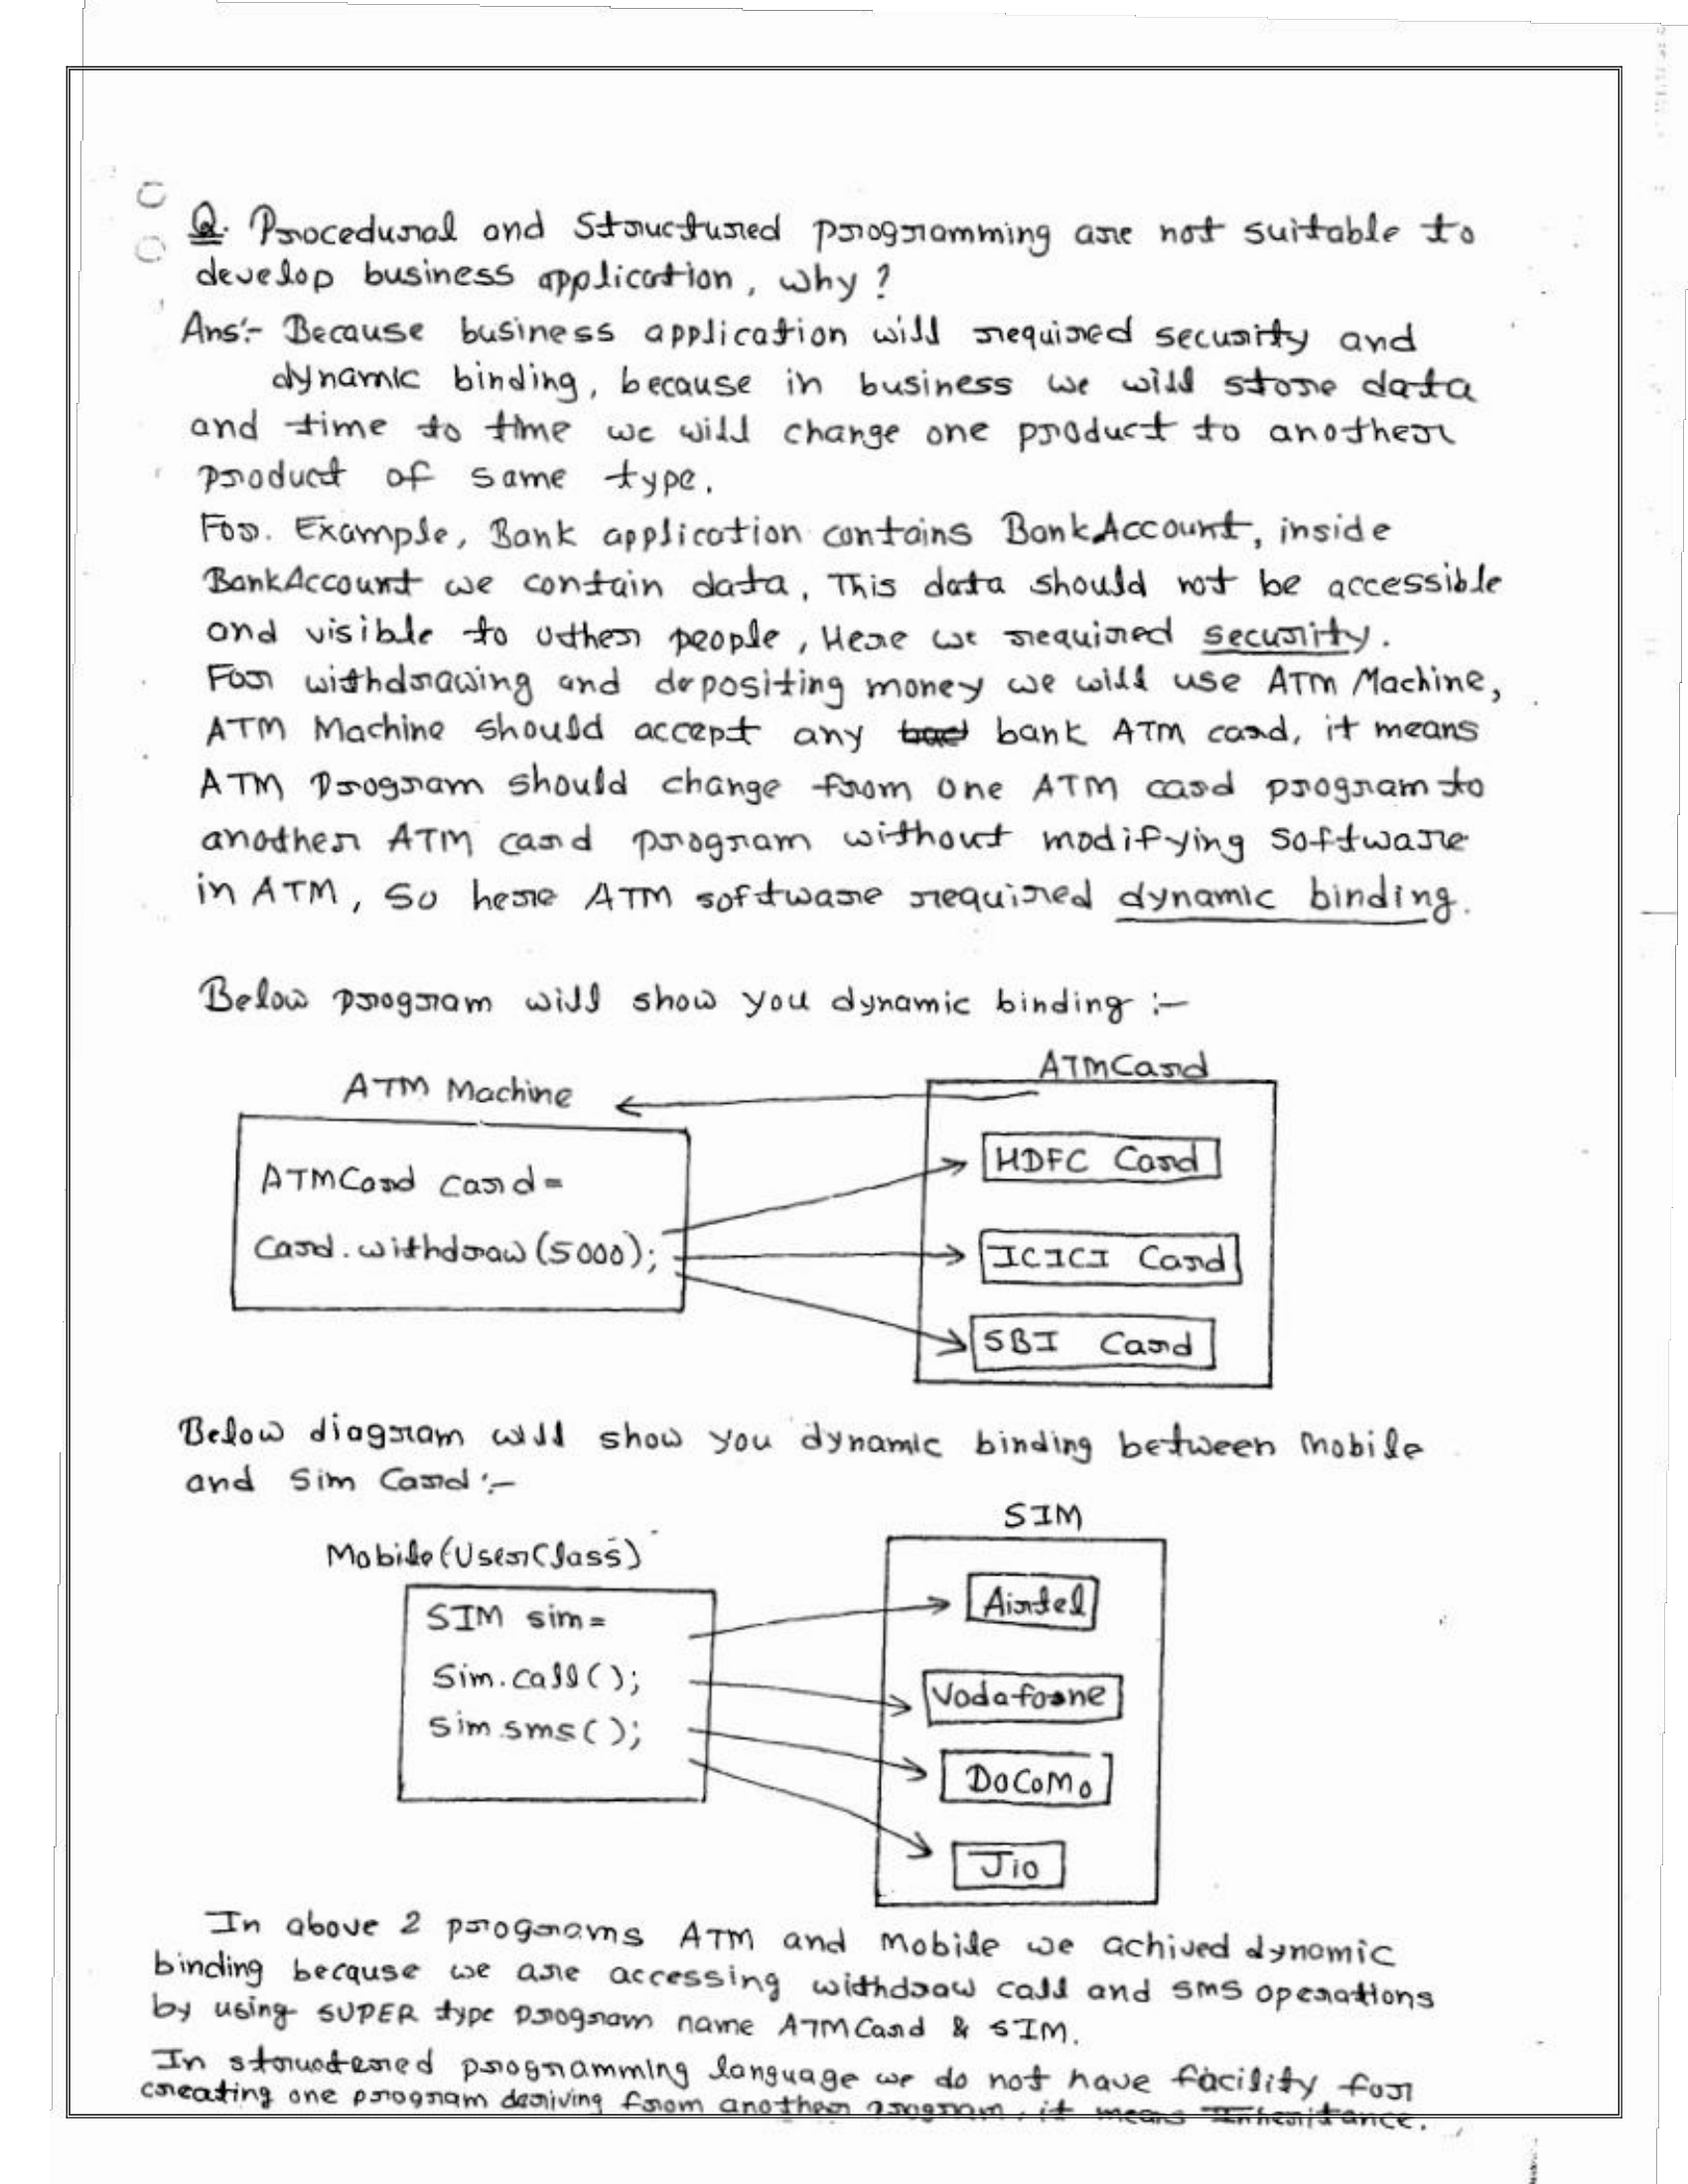 Q. Procedural and Structured programming are not suitable to
develop business application, why?
Ans:- Because business application will required security and
dynamic binding, because in business we will store data
and time to time we will change one product to another
product of same type.
For. Example, Bank application contains BankAccount, inside
BankAccount we contain data, This data should not be accessible
and visible to other people, Here we required security.
For withdrawing and depositing money we will use ATM Machine,
ATM Machine should accept any bank ATM card, it means
ATM Program should change from one ATM card program to
another ATM card program without modifying software
in ATM, So here ATM software required dynamic binding.
Below program will show you dynamic binding :-
ATM Machine
ATMCard card =
Card.withdraw(5000);
ATMCard
HDFC Card
ICICI Card
SBI Card
Below diagram will show you dynamic binding between Mobile
and Sim Card :-
Mobile(UserClass)
SIM sim =
Sim.call();
Sim.sms();
SIM
Airtel
Vodafone
DoCoMo
Jio
In above 2 programs ATM and Mobile we achived dynamic
binding because we are accessing withdraw call and sms operations
by using SUPER type program name ATMCard & SIM.
In structered programming language we do not have facility for
creating one program deriving from another program, it means Inheritance.